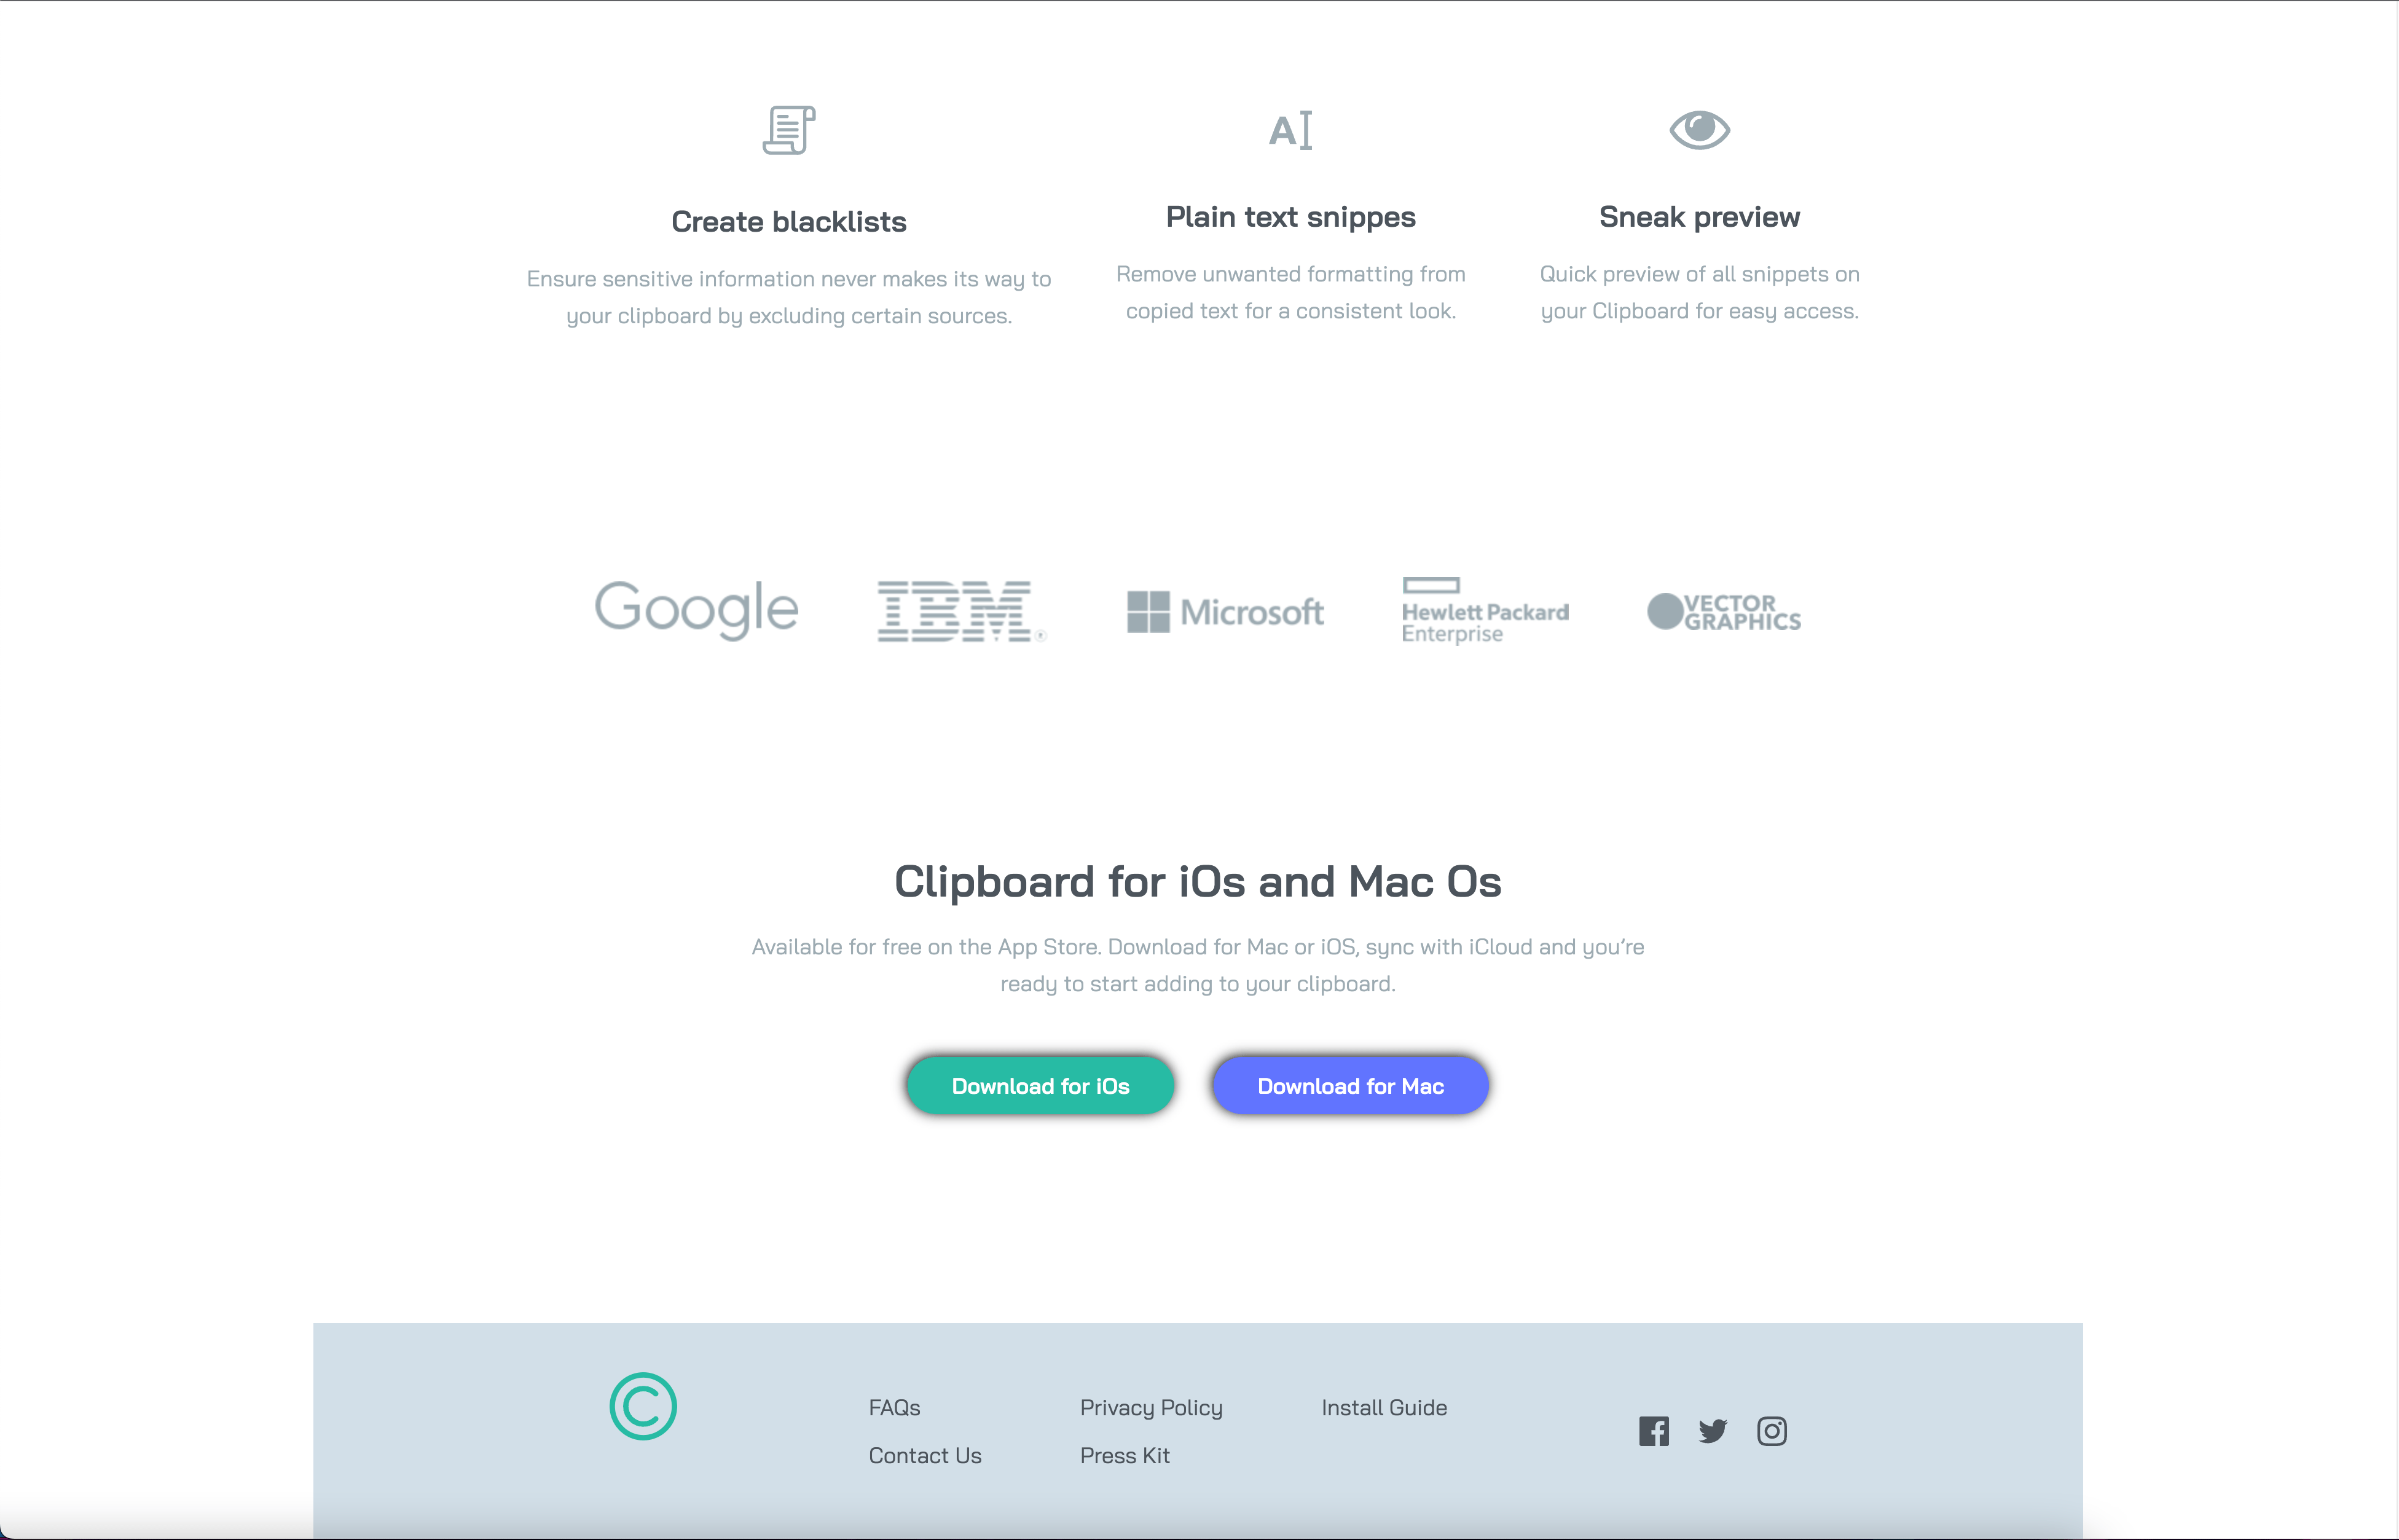 AI
Create blacklists
Ensure sensitive information never makes its way to
your clipboard by excluding certain sources.
Plain text snippes
Remove unwanted formatting from
copied text for a consistent look.
Sneak preview
Quick preview of all snippets on
your Clipboard for easy access.
Google
IBM
Microsoft
Hewlett Packard
Enterprise
VECTOR
GRAPHICS
Clipboard for iOs and Mac Os
Available for free on the App Store. Download for Mac or iOS, sync with iCloud and you’re
ready to start adding to your clipboard.
Download for iOs
Download for Mac
FAQs
Contact Us
Privacy Policy
Press Kit
Install Guide